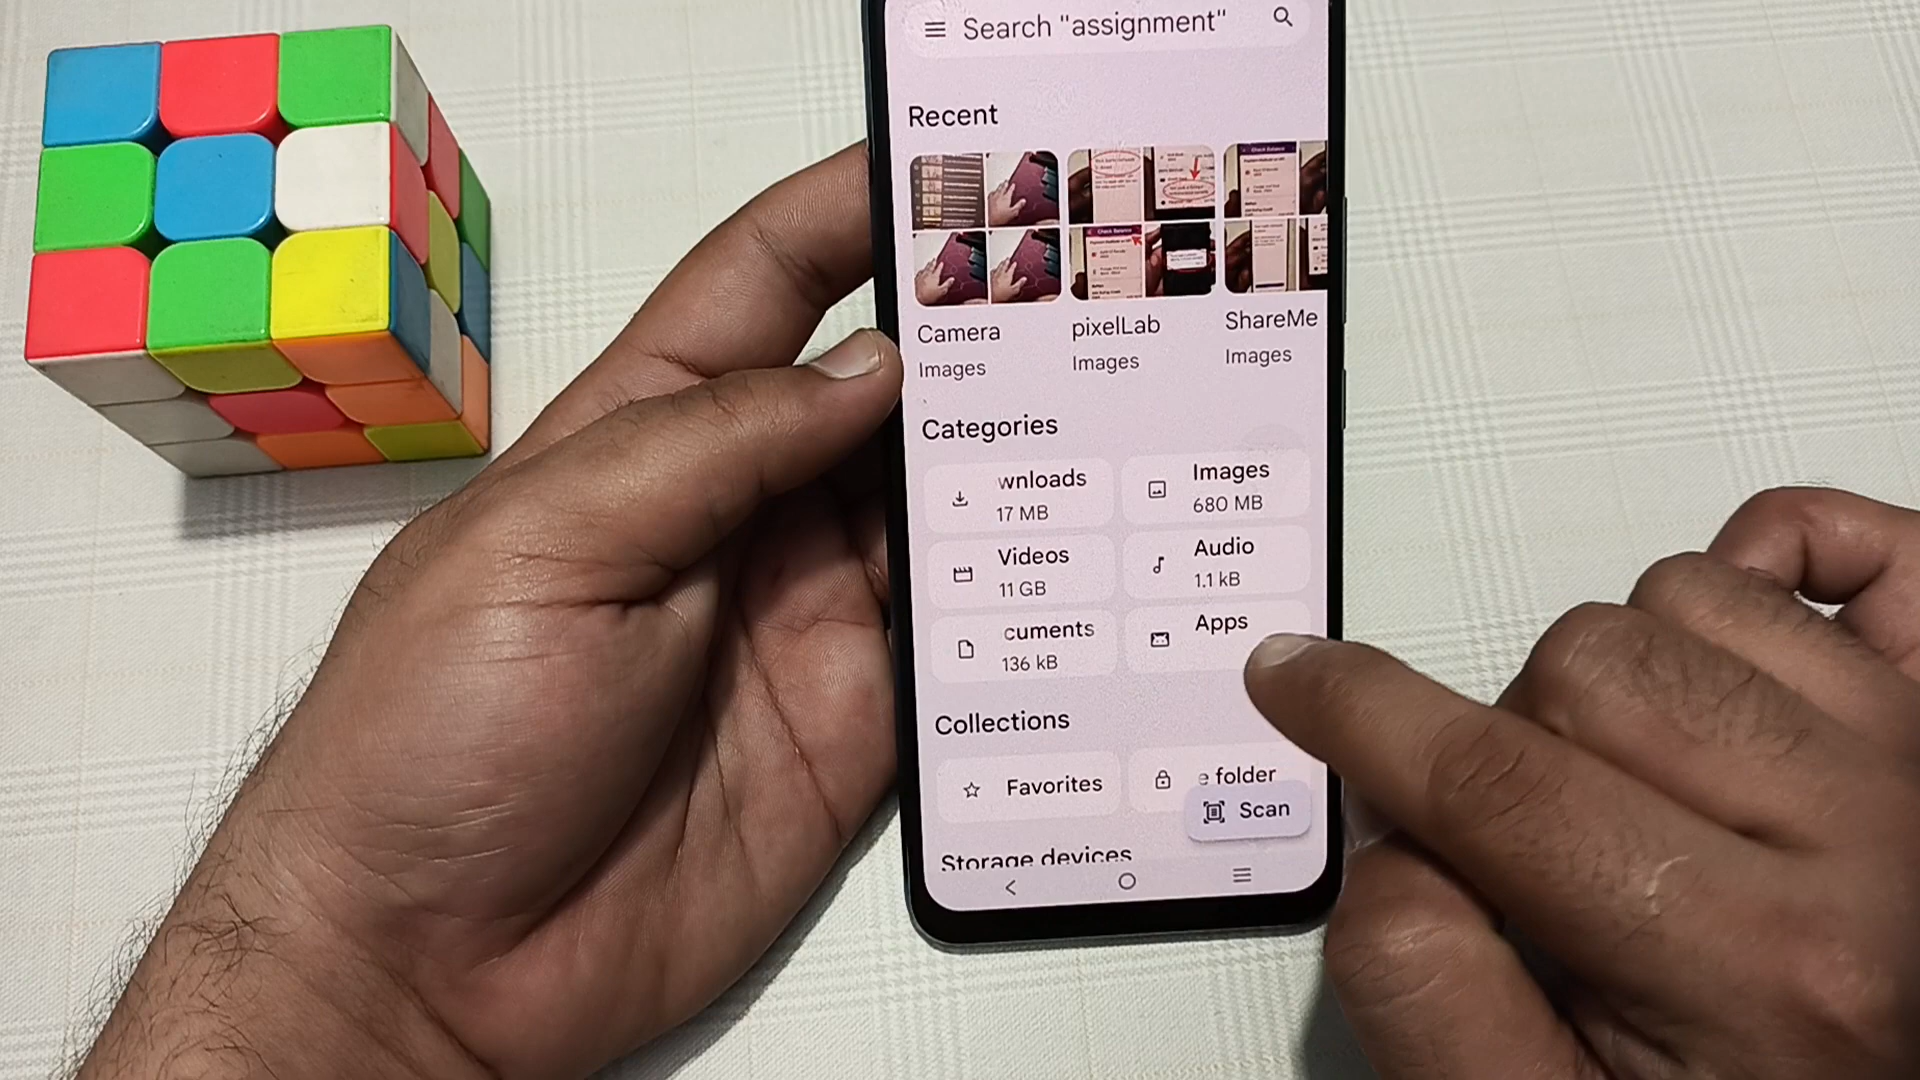 Search "assignment"
Recent
Camera
Images
pixelLab
Images
ShareMe
Images
Categories
wnloads
17 MB
Images
680 MB
Videos
11 GB
Audio
1.1 kB
cuments
136 kB
Apps
Collections
Favorites
e folder
Scan
Storage devices